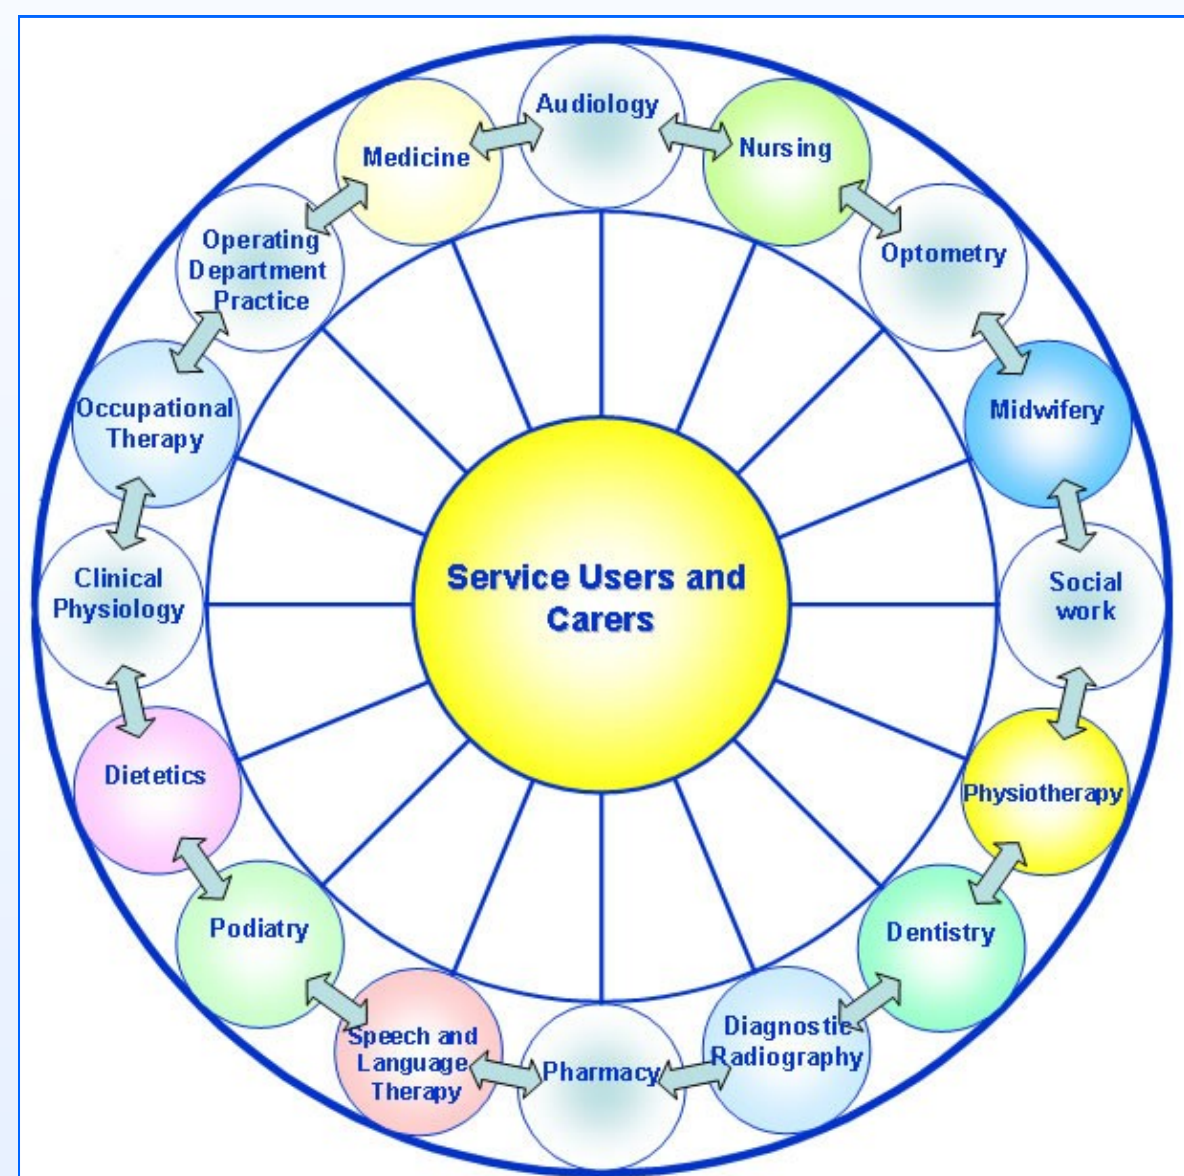 Audiology
Nursing
Optometry
Midwifery
Social
work
Physiotherapy
Dentistry
Diagnostic
Radiography
Pharmacy
Speech and
Language
Therapy
Podiatry
Dietetics
Clinical
Physiology
Occupational
Therapy
Operating
Department
Practice
Medicine
Service Users and
Carers